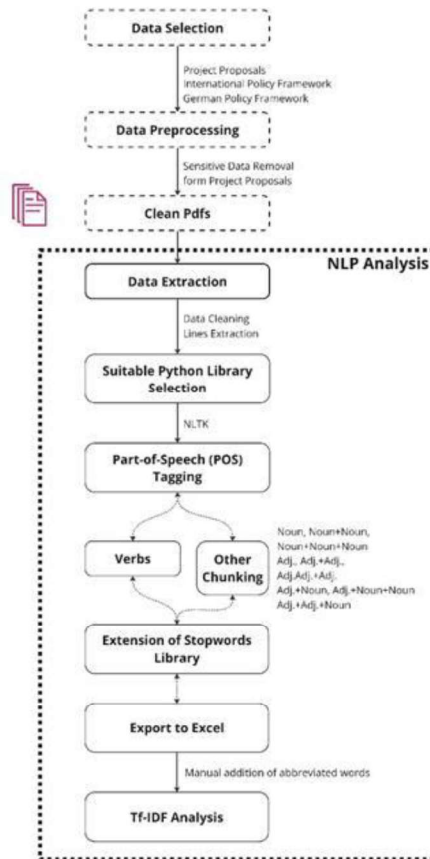 Data Selection
Project Proposals
International Policy Framework
German Policy Framework
Data Preprocessing
Sensitive Data Removal
form Project Proposals
Clean Pdfs
NLP Analysis
Data Extraction
Data Cleaning
Lines Extraction
Suitable Python Library
Selection
NLTK
Part-of-Speech (POS)
Tagging
Verbs
Other
Chunking
Noun, Noun+Noun,
Noun+Noun+Noun
Adj., Adj.+Adj.,
Adj.Adj.+Adj.
Adj.+Noun, Adj.+Noun+Noun
Adj.+Adj.+Noun
Extension of Stopwords
Library
Export to Excel
Manual addition of abbreviated words
Tf-IDF Analysis